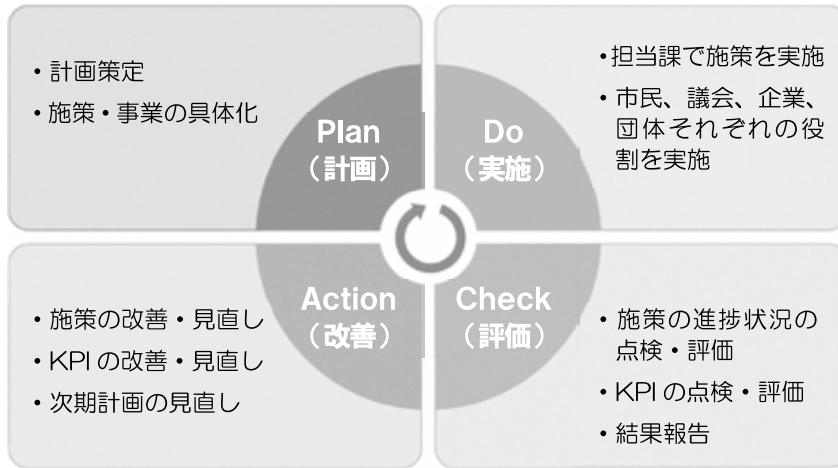 ・計画策定
・施策・事業の具体化
Plan
（計画）
Do
（実施）
・担当課で施策を実施
・市民、議会、企業、
団体それぞれの役
割を実施
・施策の改善・見直し
・KPIの改善・見直し
・次期計画の見直し
Action
（改善）
Check
（評価）
・施策の進捗状況の
点検・評価
・KPIの点検・評価
・結果報告